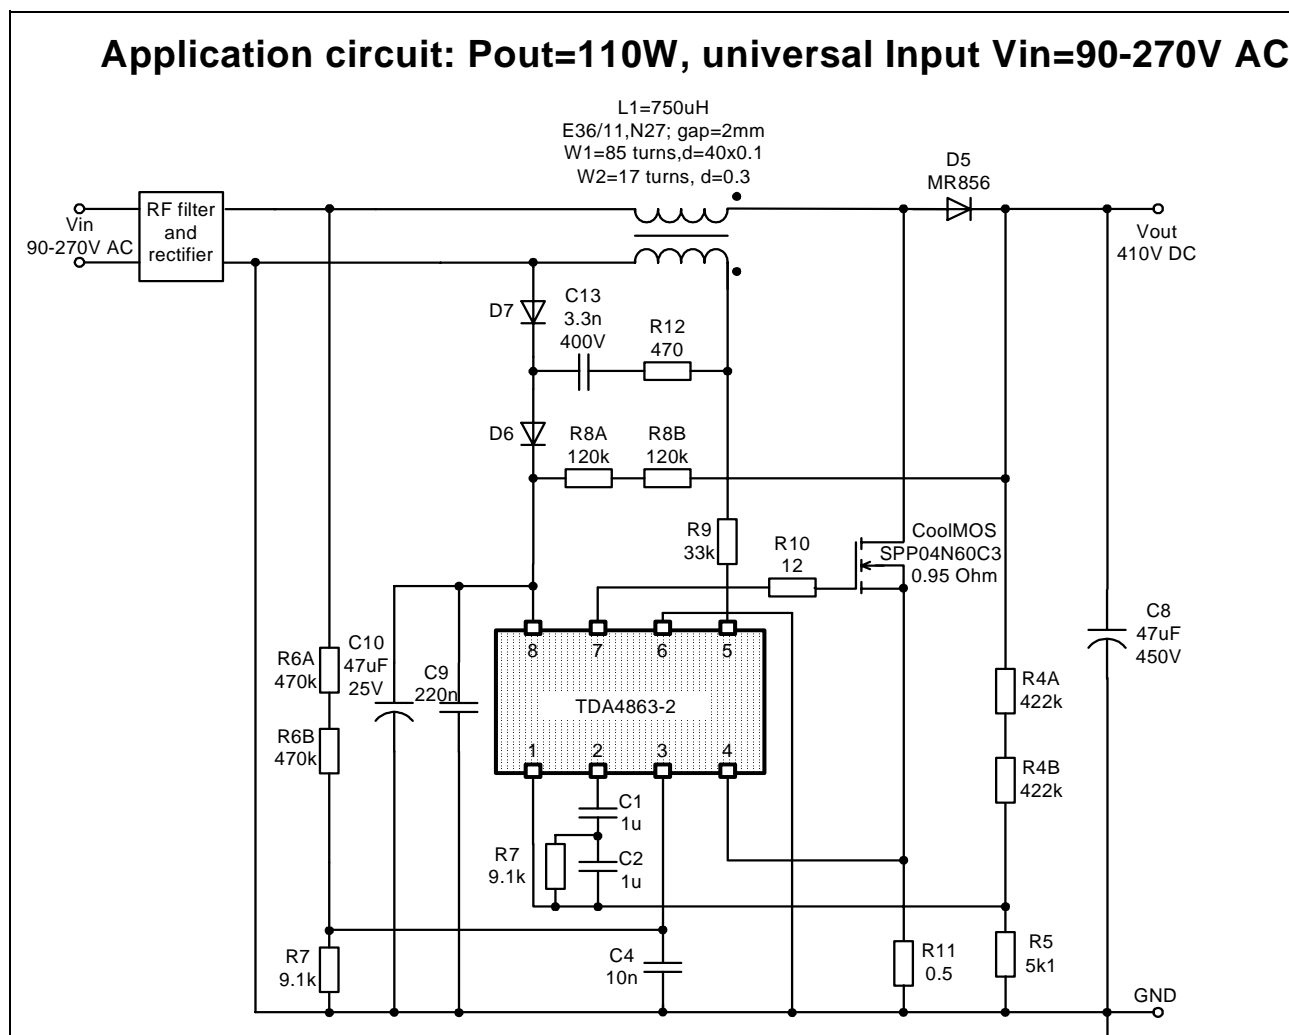 Application circuit: Pout=110W, universal Input Vin=90-270V AC
L1=750uH
E36/11,N27; gap=2mm
W1=85 turns,d=40x0.1
W2=17 turns, d=0.3
D5
MR856
RF filter
and
rectifier
Vin
90-270V AC
Vout
410V DC
D7
C13
3.3n
400V
R12
470
D6
R8A
120k
R8B
120k
R9
33k
R10
12
CoolMOS
SPP04N60C3
0.95 Ohm
C8
47uF
450V
R6A
470k
C10
47uF
25V
C9
220n
8
7
6
5
TDA4863-2
1
2
3
4
R4A
422k
R6B
470k
R4B
422k
C1
1u
R7
9.1k
C2
1u
R7
9.1k
C4
10n
R11
0.5
R5
5k1
GND